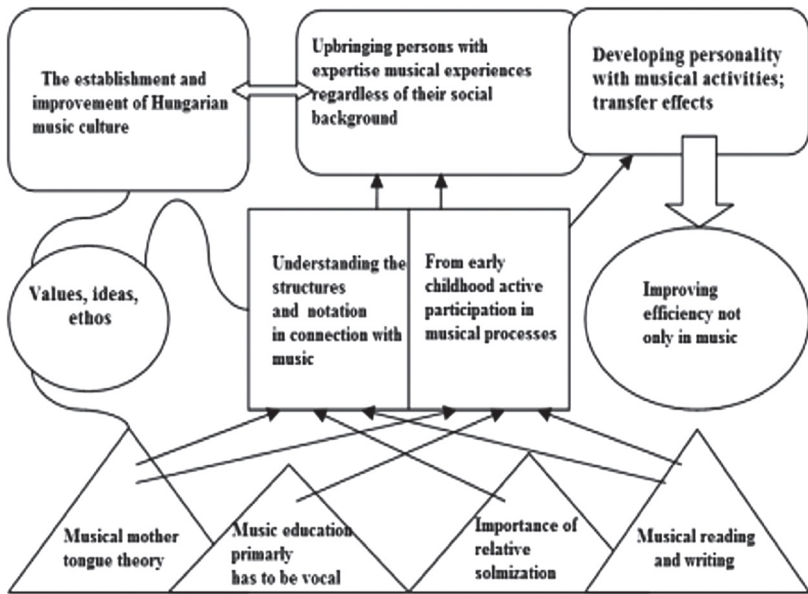 The establishment and
improvement of Hungarian
music culture
Upbringing persons with
expertise musical experiences
regardless of their social
background
Developing personality
with musical activities;
transfer effects
Values, ideas,
ethos
Understanding the
structures
and notation
in connection with
music
From early
childhood active
participation in
musical processes
Improving
efficiency not
only in music
Musical mother
tongue theory
Music education
primarily
has to be vocal
Importance of
relative
solmization
Musical reading
and writing